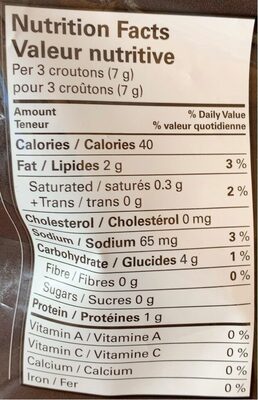 Nutrition Facts
Valeur nutritive
Per 3 croutons (7 g)
pour 3 croûtons (7 g)
Amount % Daily Value
Teneur % valeur quotidienne
Calories / Calories 40
Fat / Lipides 2 g 3 %
Saturated / saturés 0.3 g
+Trans / trans 0 g 2 %
Cholesterol / Cholestérol 0 mg
Sodium / Sodium 65 mg 3 %
Carbohydrate / Glucides 4 g 1 %
Fibre / Fibres 0 g 0 %
Sugars / Sucres 0 g
Protein / Protéines 1 g
Vitamin A / Vitamine A 0 %
Vitamin C / Vitamine C 0 %
Calcium / Calcium 0 %
Iron / Fer 0 %